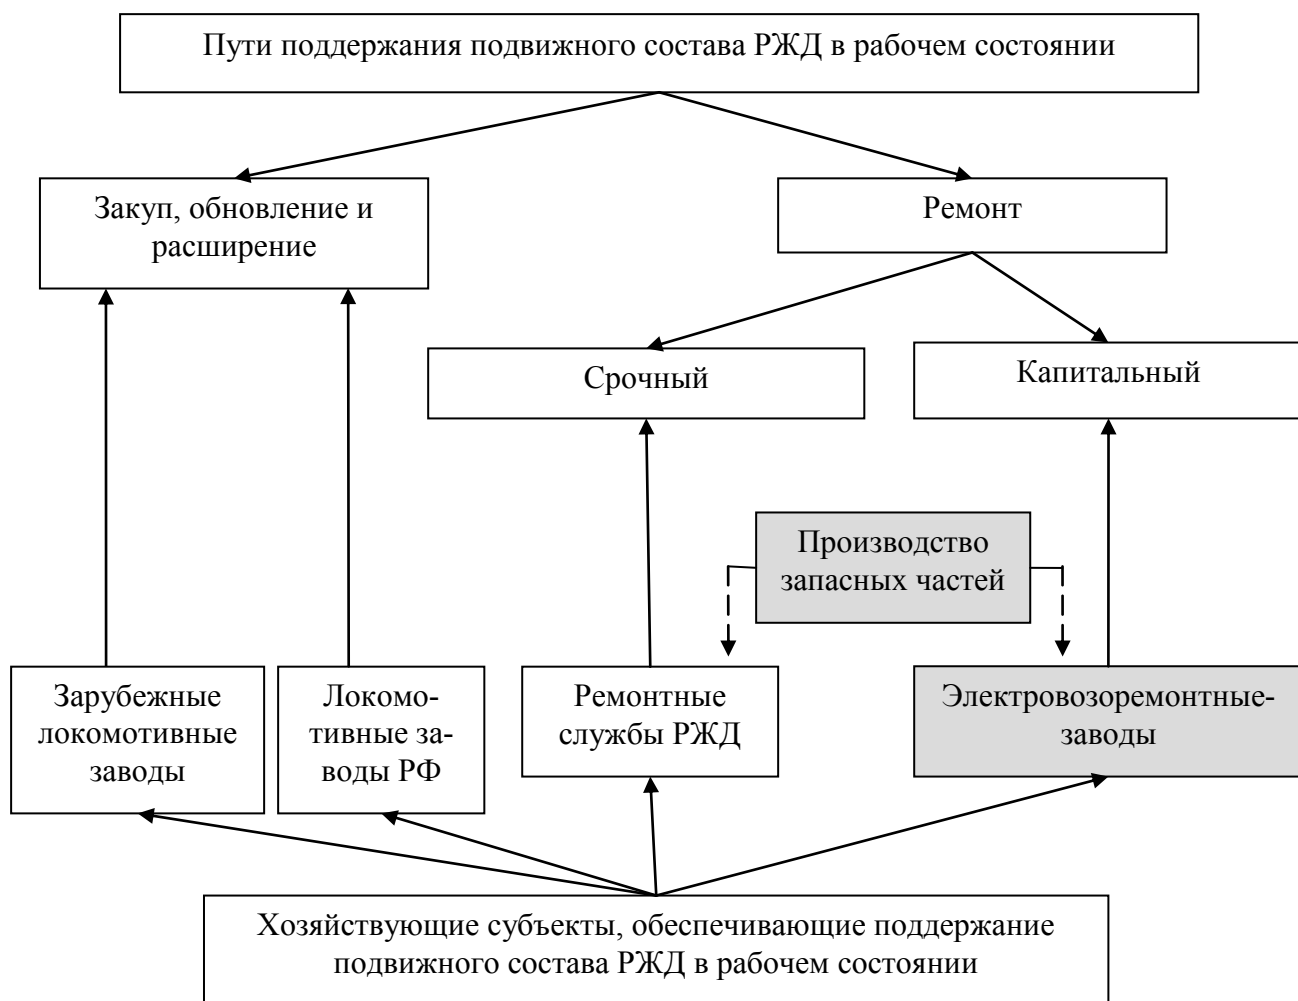 Пути поддержания подвижного состава РЖД в рабочем состоянии
Закуп, обновление и
расширение
Ремонт
Срочный
Капитальный
Производство
запасных частей
Зарубежные
локомотивные
заводы
Локомо-
тивные за-
воды РФ
Ремонтные
службы РЖД
Электровозоремонтные-
заводы
Хозяйствующие субъекты, обеспечивающие поддержание
подвижного состава РЖД в рабочем состоянии